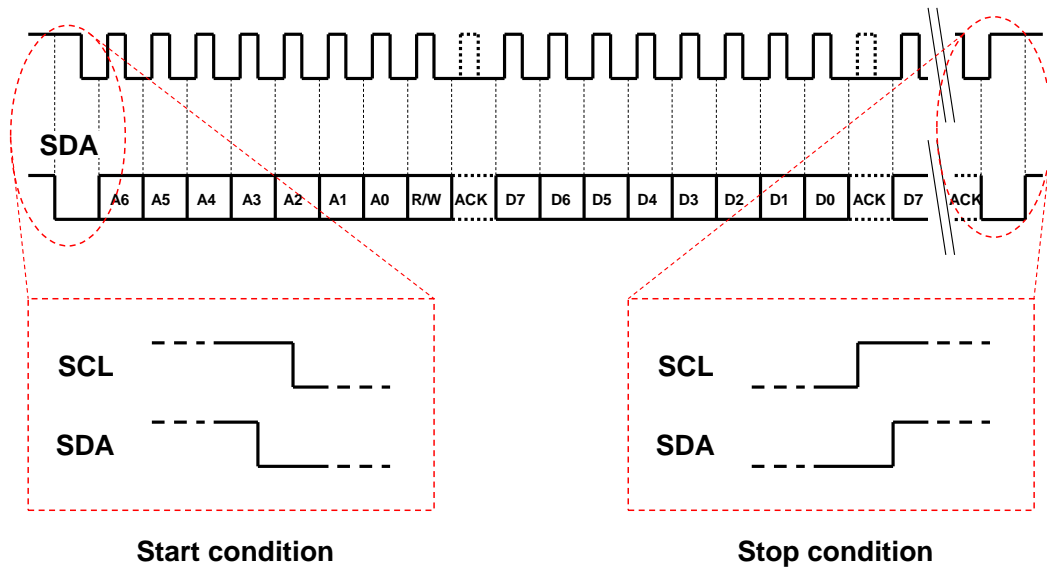 SDA
A6 A5 A4 A3 A2 A1 A0 R/W ACK D7 D6 D5 D4 D3 D2 D1 D0 ACK D7 ACK
SCL
SDA
Start condition
SCL
SDA
Stop condition